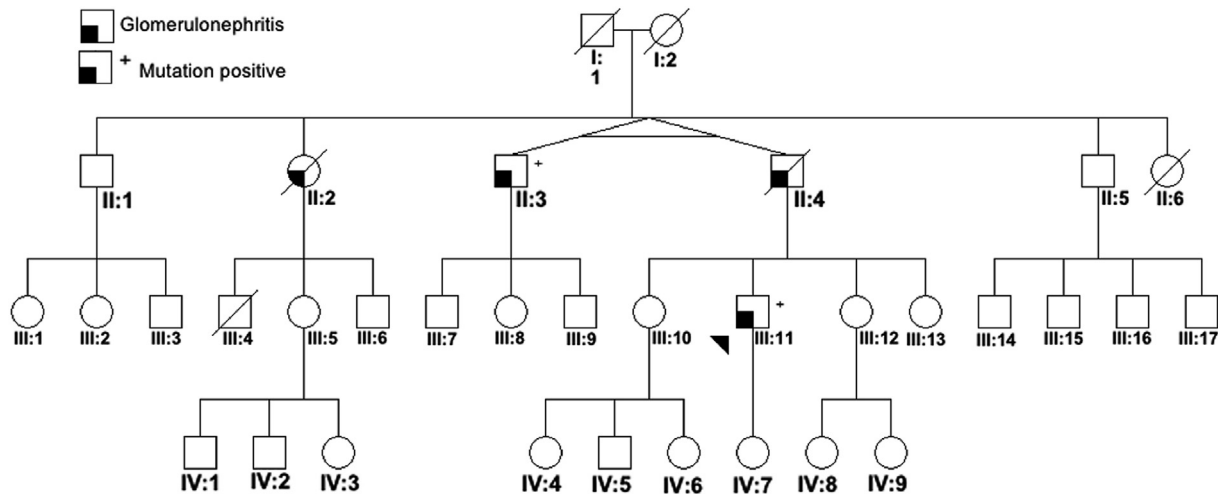 Glomerulonephritis
+ Mutation positive
I:
1
I:2
II:1
II:2
II:3
+
II:4
II:5
II:6
III:1
III:2
III:3
III:4
III:5
III:6
III:7
III:8
III:9
III:10
III:11
+
III:12
III:13
III:14
III:15
III:16
III:17
IV:1
IV:2
IV:3
IV:4
IV:5
IV:6
IV:7
IV:8
IV:9